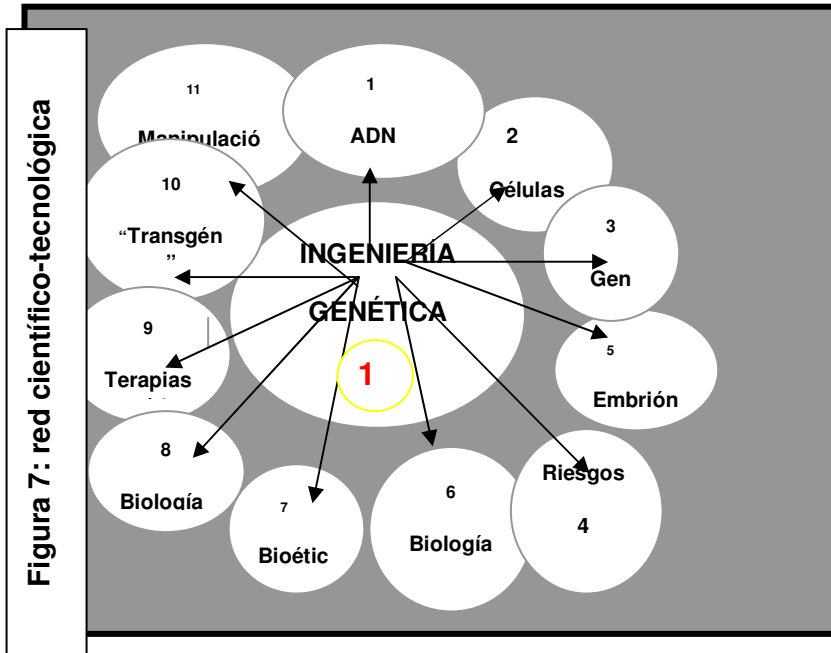 Figura 7: red científico-tecnológica
11
Manipulació
1
ADN
2
Células
10
“Transgén
”
3
Gen
INGENIERÍA
GENÉTICA
1
9
Terapias
5
Embrión
8
Biología
7
Bioétic
6
Biología
Riesgos
4